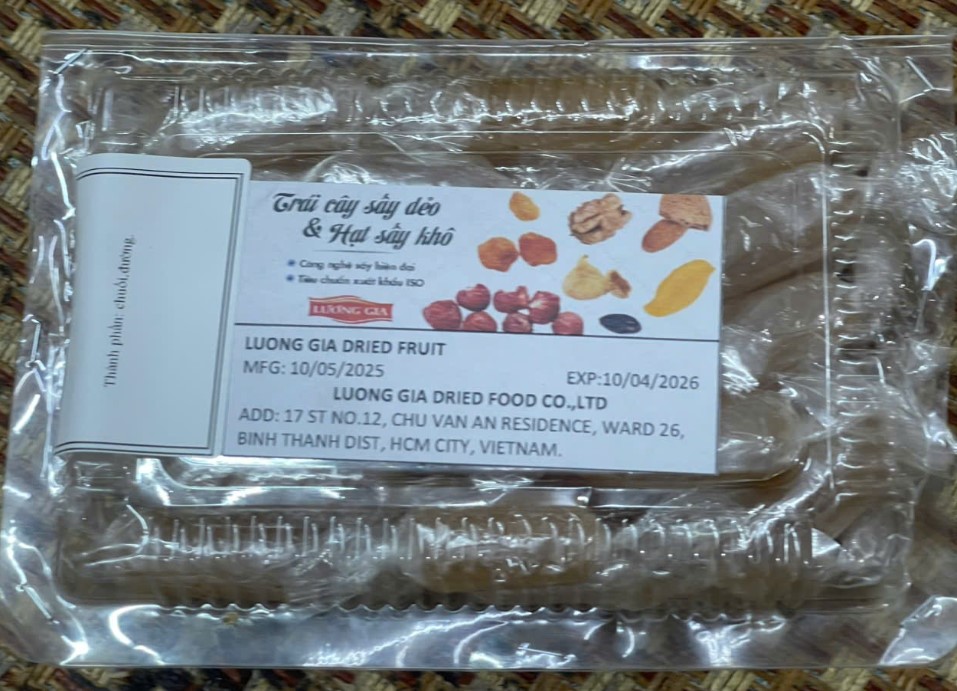 Trái cây sấy dẻo
& Hạt sấy khô
Công nghệ sấy hiện đại
Tiêu chuẩn xuất khẩu ISO
LƯƠNG GIA
LUONG GIA DRIED FRUIT
MFG: 10/05/2025
EXP:10/04/2026
LUONG GIA DRIED FOOD CO.,LTD
ADD: 17 ST NO.12, CHU VAN AN RESIDENCE, WARD 26,
BINH THANH DIST, HCM CITY, VIETNAM.
Thành phần: chuối,đường.